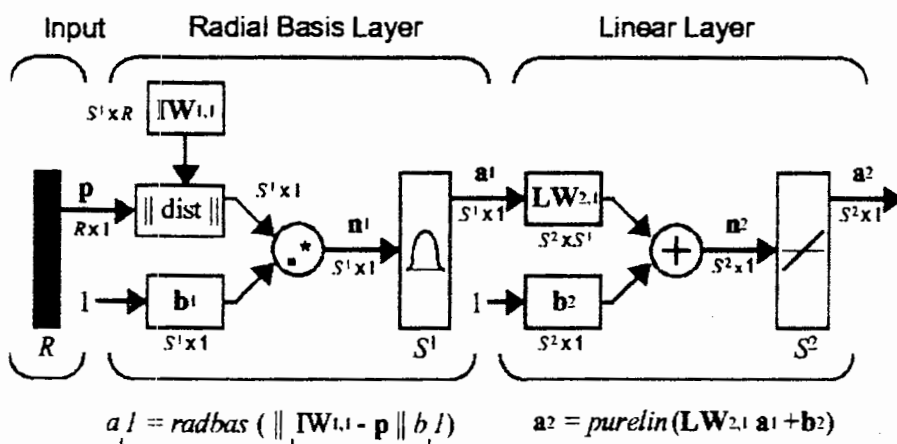 Input Radial Basis Layer Linear Layer
S¹xR IW1,1
p a¹ a²
S¹x1
|| dist || LW2,1
Rx1 n¹ S¹x1 n² S²x1
.* S²xS¹ +
S¹x1 S²x1
1 b¹ 1 b²
R S¹x1 S¹ S²x1 S²
a1 = radbas ( || IW1,1 - p || b1) a2 = purelin(LW2,1 a1 +b2)